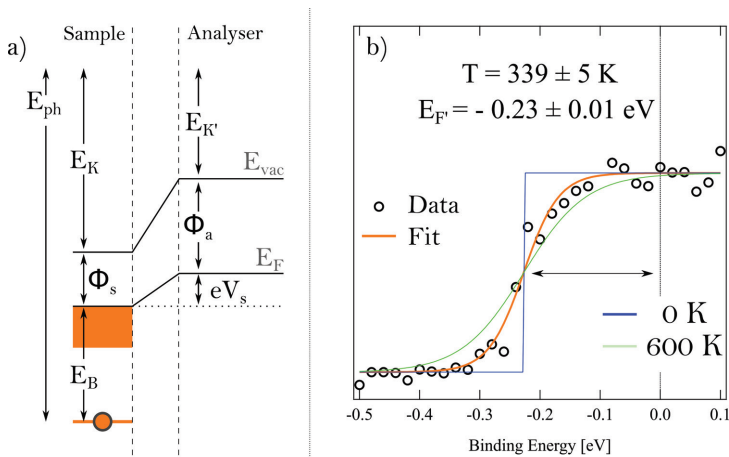 a)
Sample
Analyser
E_ph
E_K
E_K'
E_vac
Φ_a
E_F
Φ_s
eV_s
E_B
b)
T = 339 ± 5 K
E_F' = - 0.23 ± 0.01 eV
Data
Fit
0 K
600 K
-0.5 -0.4 -0.3 -0.2 -0.1 0.0 0.1
Binding Energy [eV]